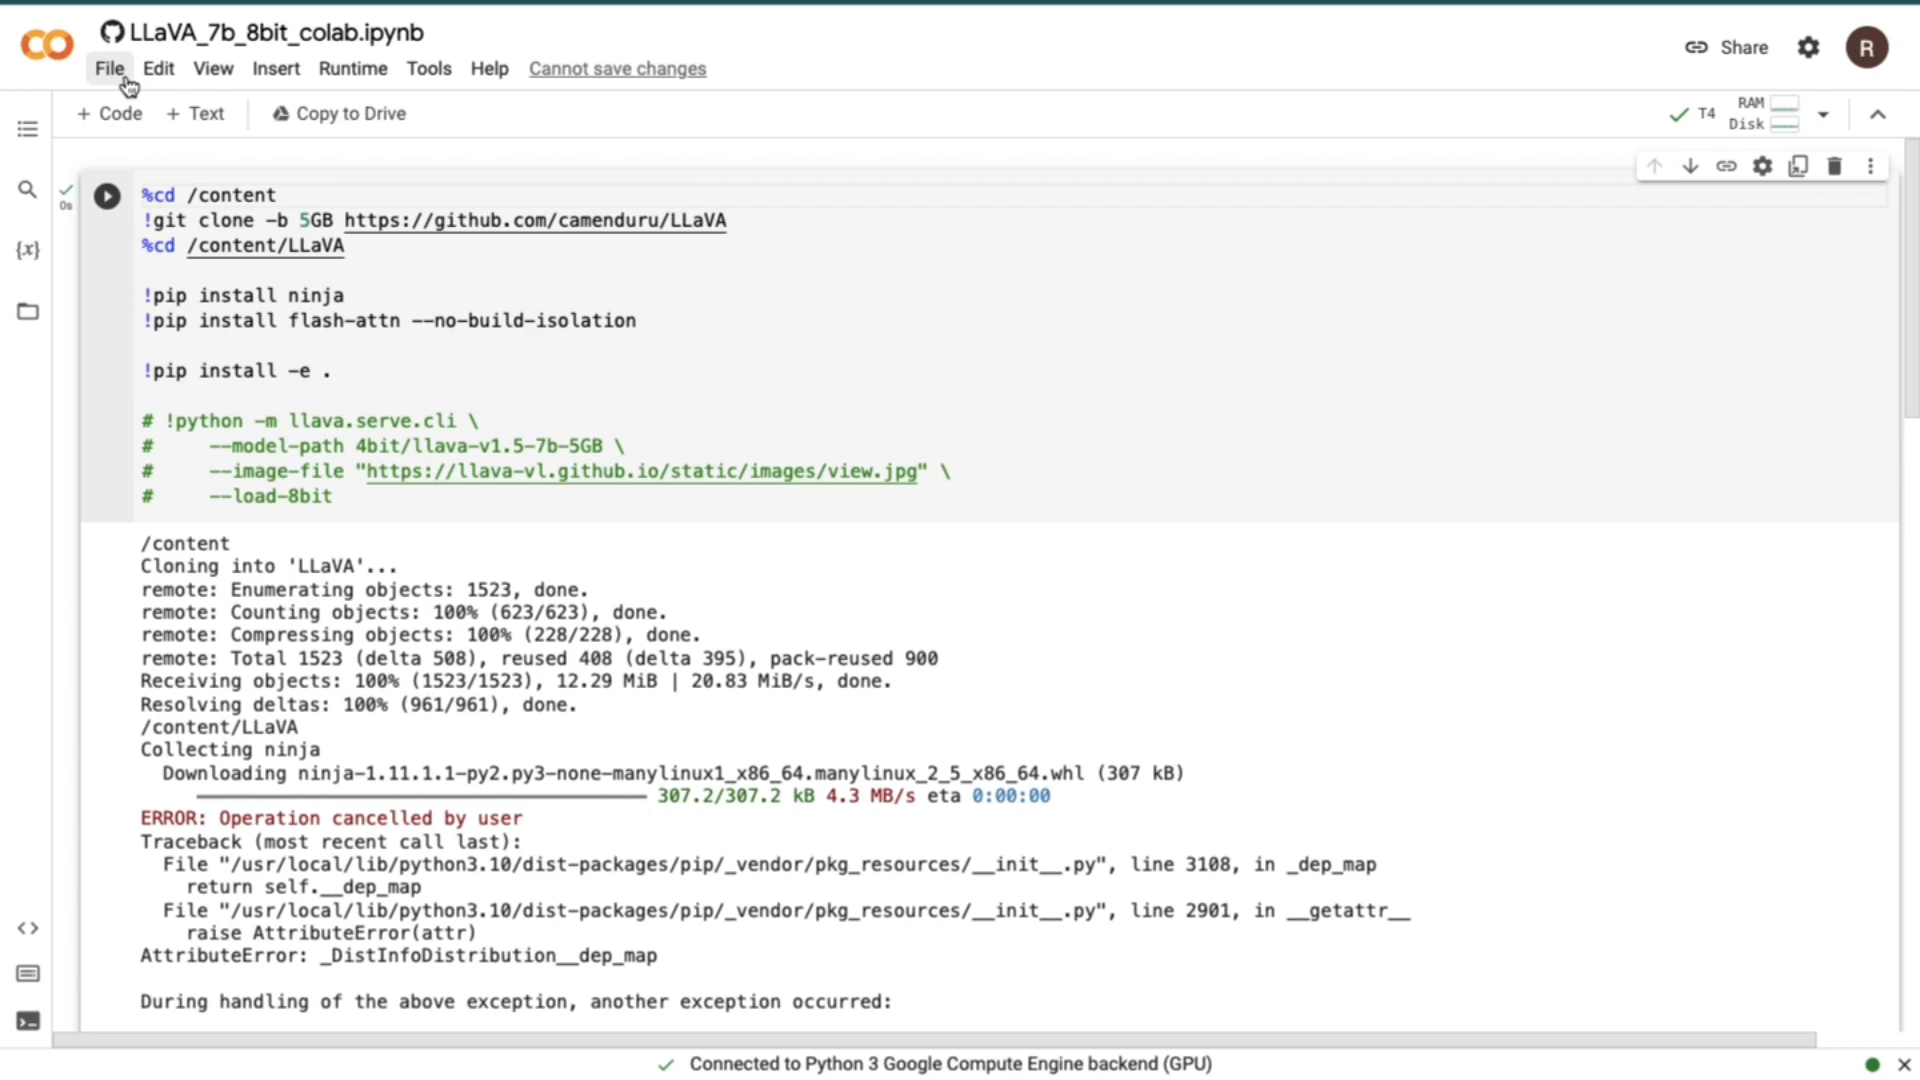 LLaVA_7b_8bit_colab.ipynb
File Edit View Insert Runtime Tools Help Cannot save changes
Share
R
+ Code + Text Copy to Drive
T4 RAM
Disk
{x}
0s
%cd /content
!git clone -b 5GB https://github.com/camenduru/LLaVA
%cd /content/LLaVA
!pip install ninja
!pip install flash-attn --no-build-isolation
!pip install -e .
# !python -m llava.serve.cli \
#     --model-path 4bit/llava-v1.5-7b-5GB \
#     --image-file "https://llava-vl.github.io/static/images/view.jpg" \
#     --load-8bit
/content
Cloning into 'LLaVA'...
remote: Enumerating objects: 1523, done.
remote: Counting objects: 100% (623/623), done.
remote: Compressing objects: 100% (228/228), done.
remote: Total 1523 (delta 508), reused 408 (delta 395), pack-reused 900
Receiving objects: 100% (1523/1523), 12.29 MiB | 20.83 MiB/s, done.
Resolving deltas: 100% (961/961), done.
/content/LLaVA
Collecting ninja
  Downloading ninja-1.11.1.1-py2.py3-none-manylinux1_x86_64.manylinux_2_5_x86_64.whl (307 kB)
307.2/307.2 kB 4.3 MB/s eta 0:00:00
ERROR: Operation cancelled by user
Traceback (most recent call last):
  File "/usr/local/lib/python3.10/dist-packages/pip/_vendor/pkg_resources/__init__.py", line 3108, in _dep_map
    return self.__dep_map
  File "/usr/local/lib/python3.10/dist-packages/pip/_vendor/pkg_resources/__init__.py", line 2901, in __getattr__
    raise AttributeError(attr)
AttributeError: _DistInfoDistribution__dep_map
During handling of the above exception, another exception occurred:
Connected to Python 3 Google Compute Engine backend (GPU)